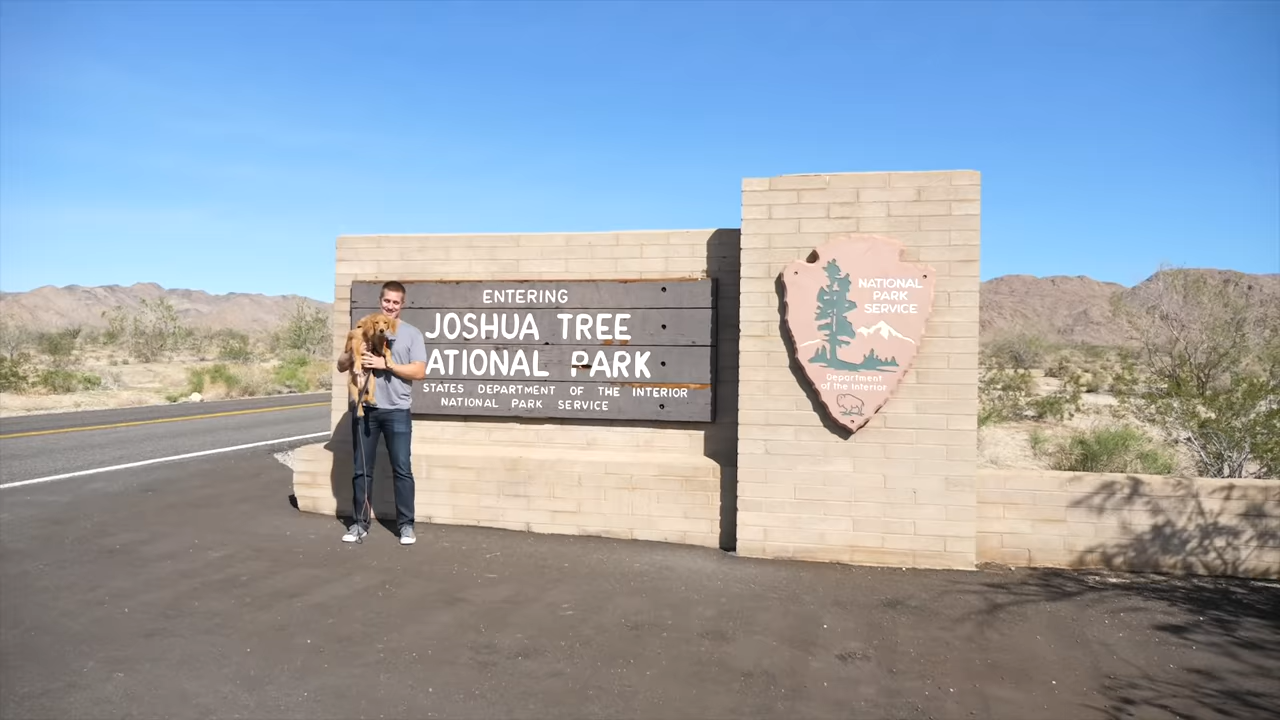 ENTERING
JOSHUA TREE
ATIONAL PARK
STATES DEPARTMENT OF THE INTERIOR
NATIONAL PARK SERVICE
NATIONAL
PARK
SERVICE
Department
of the Interior